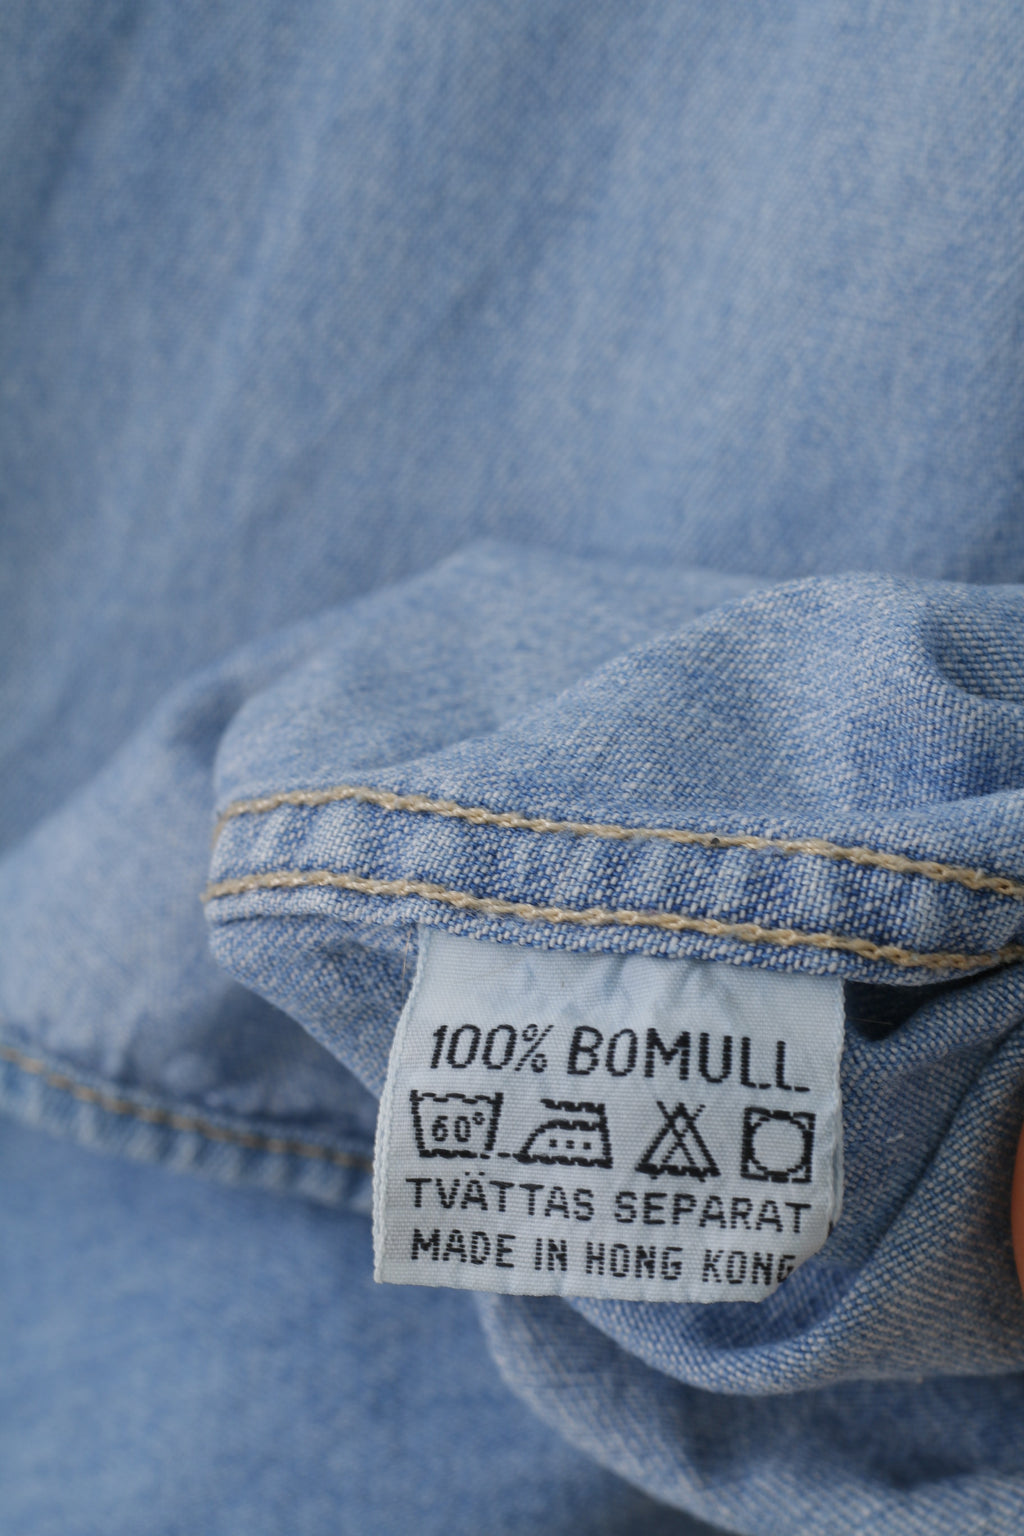 100% BOMULL
60°
TVÄTTAS SEPARAT
MADE IN HONG KONG